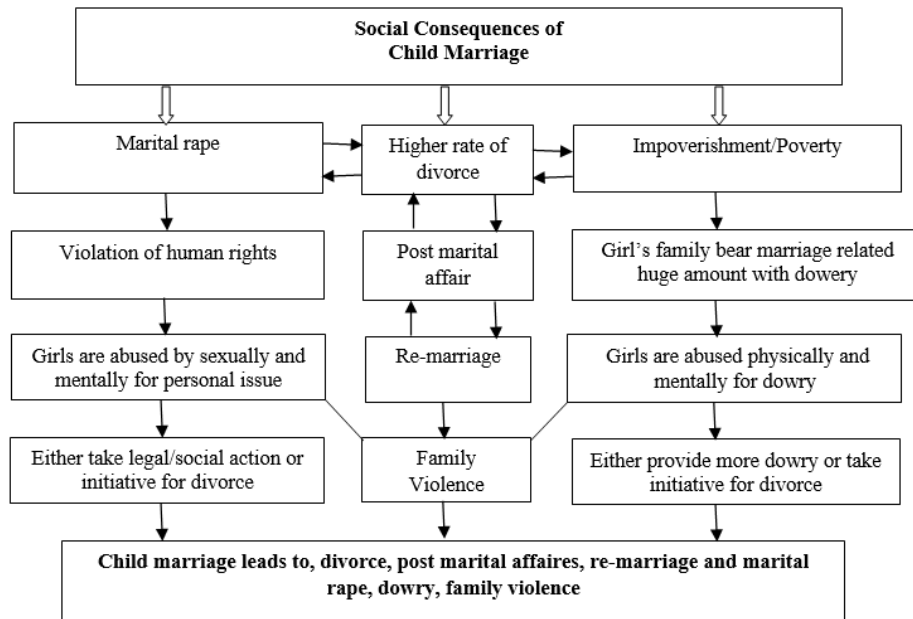 Social Consequences of
Child Marriage
Marital rape
Higher rate of
divorce
Impoverishment/Poverty
Violation of human rights
Post marital
affair
Girl’s family bear marriage related
huge amount with dowery
Girls are abused by sexually and
mentally for personal issue
Re-marriage
Girls are abused physically and
mentally for dowry
Either take legal/social action or
initiative for divorce
Family
Violence
Either provide more dowry or take
initiative for divorce
Child marriage leads to, divorce, post marital affaires, re-marriage and marital
rape, dowry, family violence